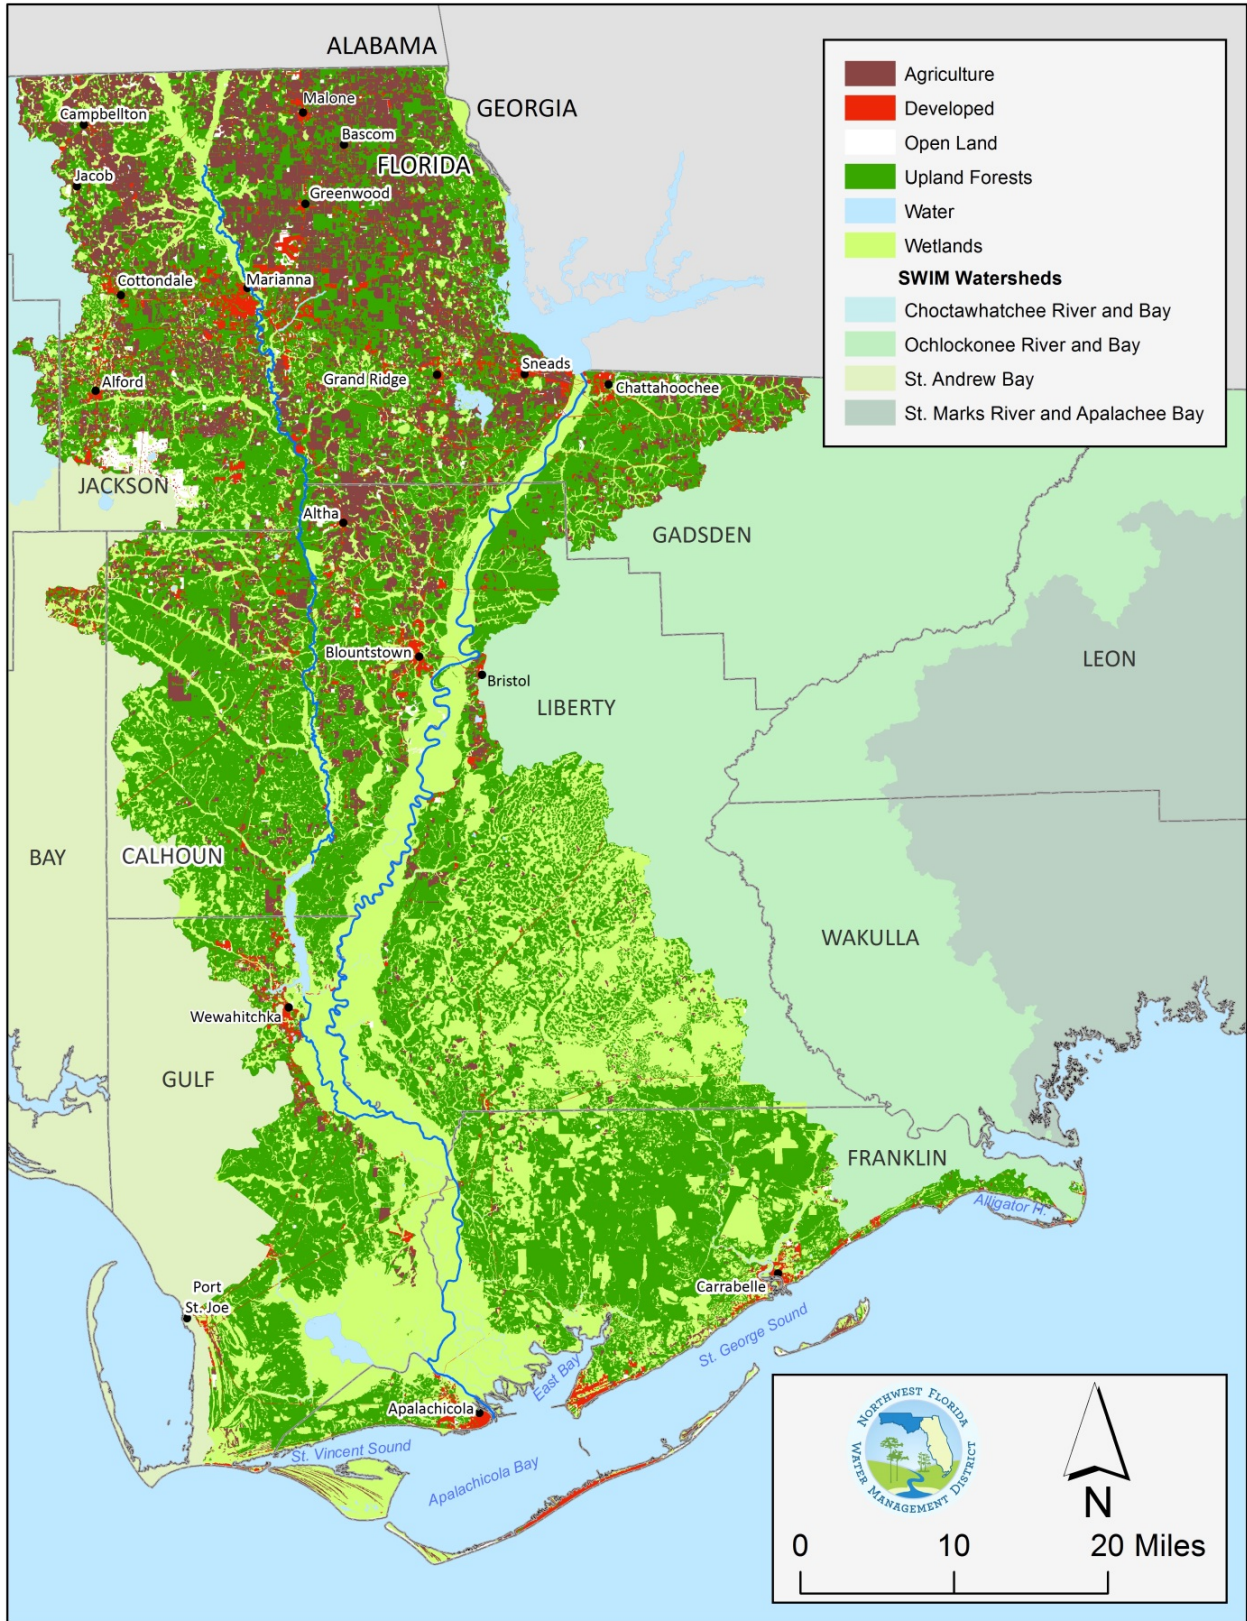 ALABAMA
GEORGIA
FLORIDA
Campbellton
Malone
Bascom
Jacob
Greenwood
Cottondale
Marianna
Alford
Grand Ridge
Sneads
Chattahoochee
JACKSON
Altha
GADSDEN
Blountstown
Bristol
LIBERTY
LEON
BAY
CALHOUN
WAKULLA
Wewahitchka
GULF
FRANKLIN
Alligator H.
Port
St. Joe
Carrabelle
St. George Sound
East Bay
Apalachicola
St. Vincent Sound
Apalachicola Bay
Agriculture
Developed
Open Land
Upland Forests
Water
Wetlands
SWIM Watersheds
Choctawhatchee River and Bay
Ochlockonee River and Bay
St. Andrew Bay
St. Marks River and Apalachee Bay
NORTHWEST FLORIDA
WATER MANAGEMENT DISTRICT
N
0 10 20 Miles